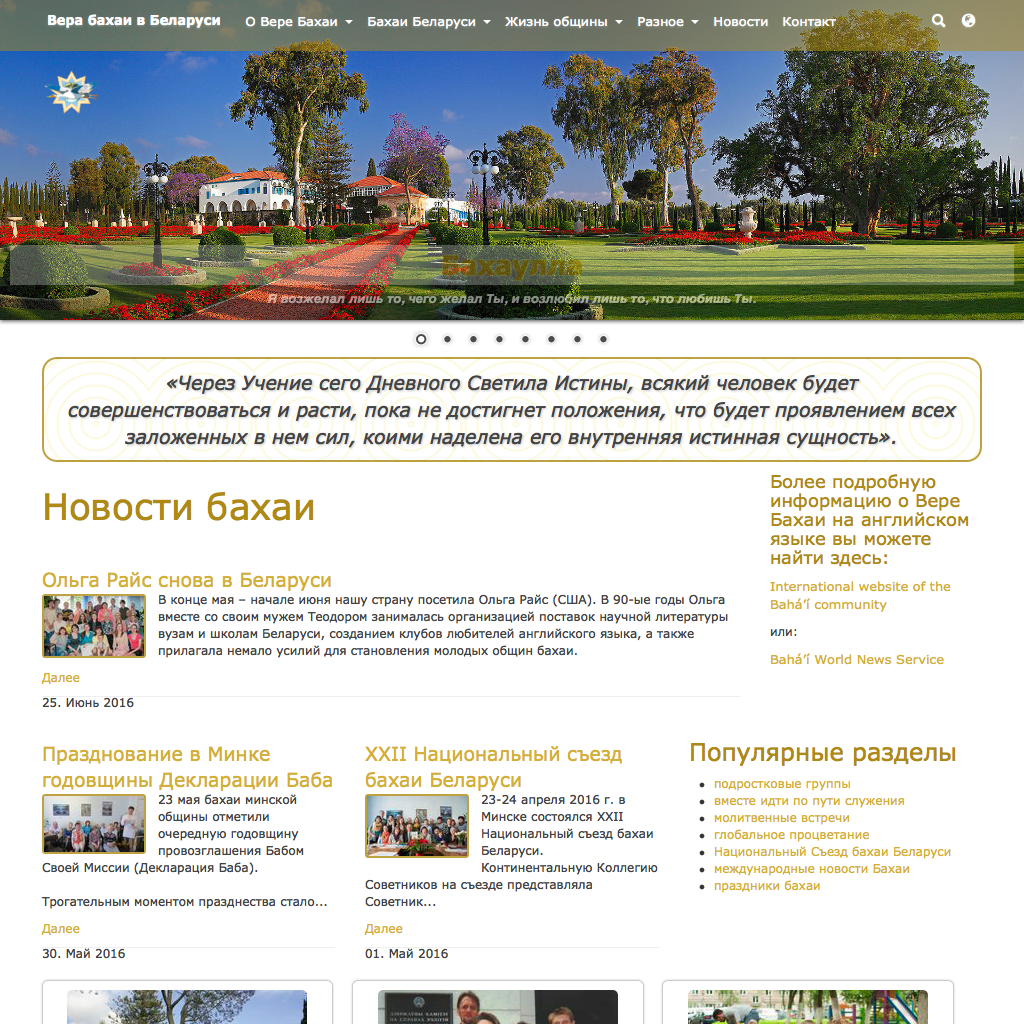 Вера бахаи в Беларуси
О Вере Бахаи
Бахаи Беларуси
Жизнь общины
Разное
Новости
Контакт
Бахаулла
Я возжелал лишь то, чего желал Ты, и возлюбил лишь то, что любишь Ты.
«Через Учение сего Дневного Светила Истины, всякий человек будет
совершенствоваться и расти, пока не достигнет положения, что будет проявлением всех
заложенных в нем сил, коими наделена его внутренняя истинная сущность».
Новости бахаи
Ольга Райс снова в Беларуси
В конце мая – начале июня нашу страну посетила Ольга Райс (США). В 90-ые годы Ольга
вместе со своим мужем Теодором занималась организацией поставок научной литературы
вузам и школам Беларуси, созданием клубов любителей английского языка, а также
прилагала немало усилий для становления молодых общин бахаи.
Далее
25. Июнь 2016
Более подробную
информацию о Вере
Бахаи на английском
языке вы можете
найти здесь:
International website of the
Bahá’í community
или:
Bahá’í World News Service
Празднование в Минке
годовщины Декларации Баба
23 мая бахаи минской
общины отметили
очередную годовщину
провозглашения Бабом
Своей Миссии (Декларация Баба).
Трогательным моментом празднества стало...
Далее
30. Май 2016
XXII Национальный съезд
бахаи Беларуси
23-24 апреля 2016 г. в
Минске состоялся XXII
Национальный съезд бахаи
Беларуси.
Континентальную Коллегию
Советников на съезде представляла
Советник...
Далее
01. Май 2016
Популярные разделы
подростковые группы
вместе идти по пути служения
молитвенные встречи
глобальное процветание
Национальный Съезд бахаи Беларуси
международные новости Бахаи
праздники бахаи